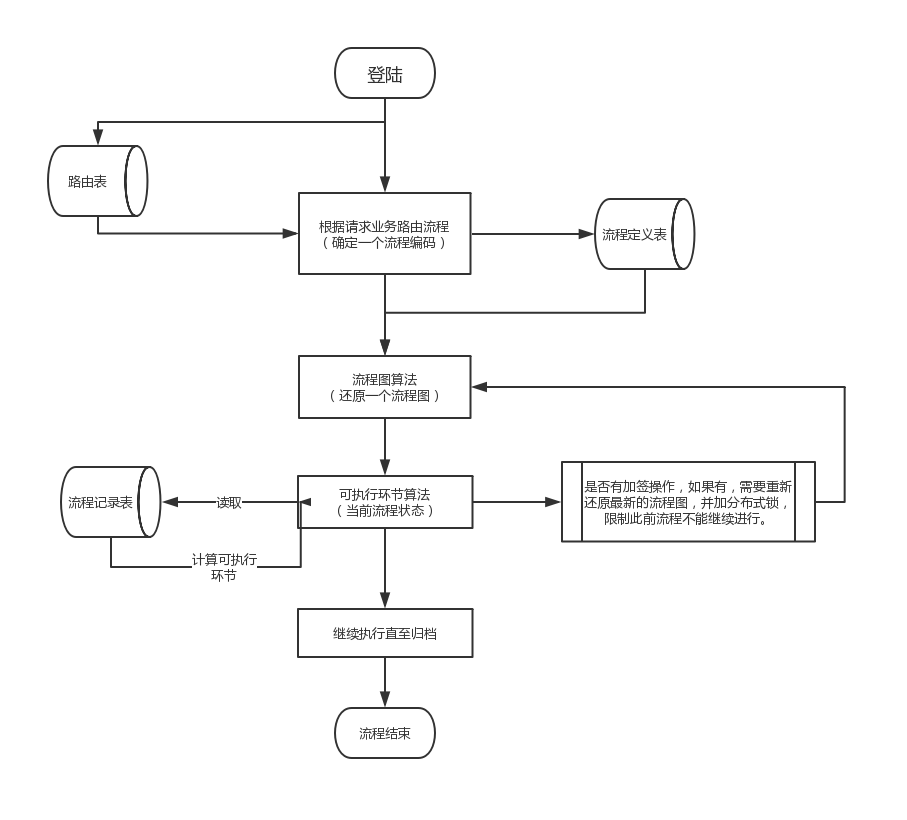 登陆
路由表
根据请求业务路由流程
（确定一个流程编码）
流程定义表
流程图算法
（还原一个流程图）
流程记录表
读取
可执行环节算法
（当前流程状态）
是否有加签操作，如果有，需要重新
还原最新的流程图，并加分布式锁，
限制此前流程不能继续进行。
计算可执行
环节
继续执行直至归档
流程结束